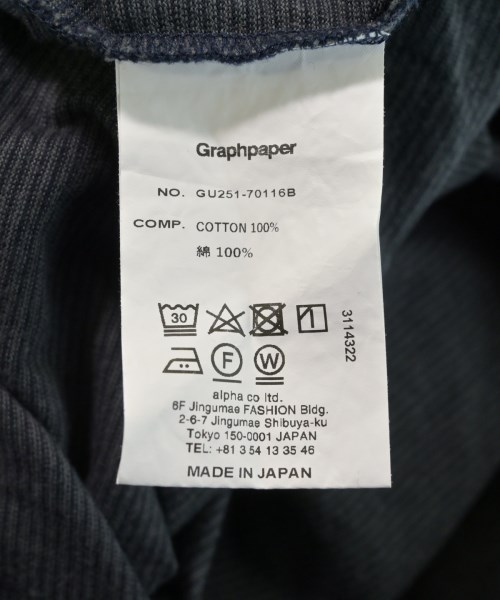 Graphpaper
NO. GU251-70116B
COMP. COTTON 100%
綿 100%
30
3114322
F W
alpha co ltd.
6F Jingumae FASHION Bldg.
2-6-7 Jingumae Shibuya-ku
Tokyo 150-0001 JAPAN
TEL: +81 3 54 13 35 46
MADE IN JAPAN